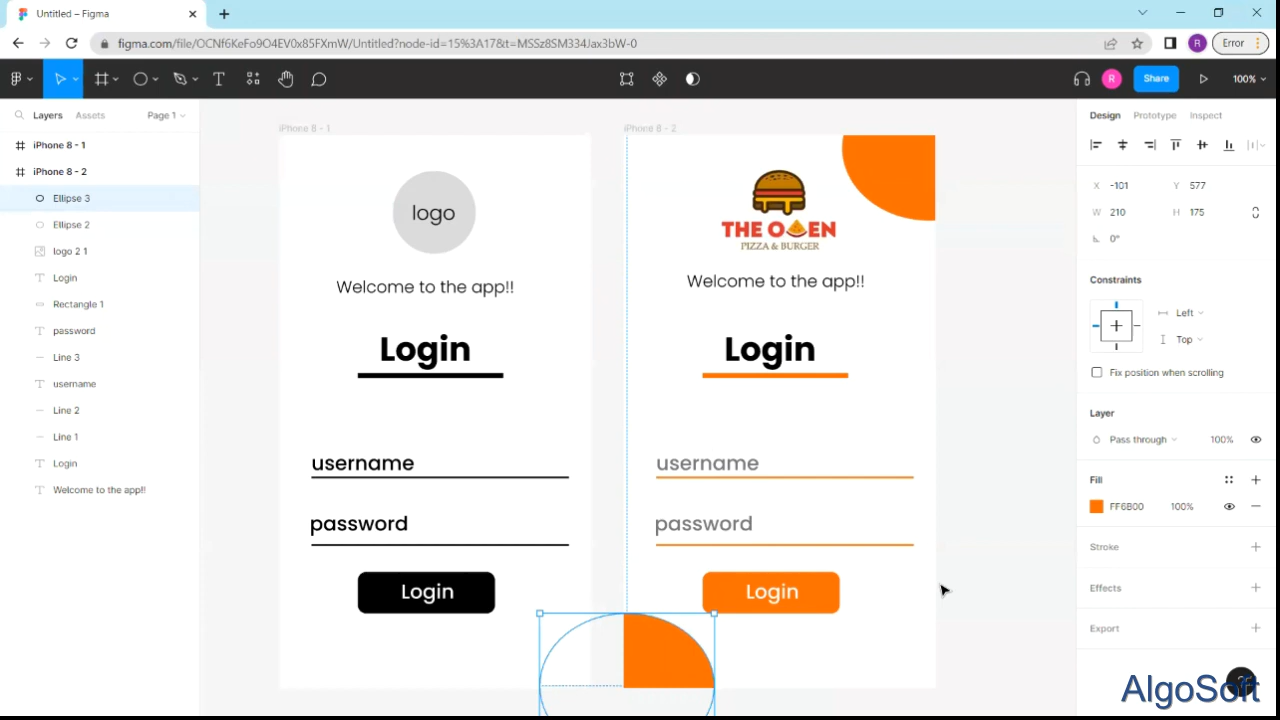 Untitled – Figma
figma.com/file/OCNf6KeFo9O4EV0x85FXmW/Untitled?node-id=15%3A17&t=MSSz8SM334Jax3bW-0
R
Error
R
Share
100%
Layers
Assets
Page 1
iPhone 8 - 1
iPhone 8 - 2
Ellipse 3
Ellipse 2
logo 2 1
Login
Rectangle 1
password
Line 3
username
Line 2
Line 1
Login
Welcome to the app!!
iPhone 8 - 1
logo
Welcome to the app!!
Login
username
password
Login
iPhone 8 - 2
THE OVEN
PIZZA & BURGER
Welcome to the app!!
Login
username
password
Login
Design
Prototype
Inspect
X -101 Y 577
W 210 H 175
0°
Constraints
Left
Top
Fix position when scrolling
Layer
Pass through 100%
Fill
FF6B00 100%
Stroke
Effects
Export
AlgoSoft